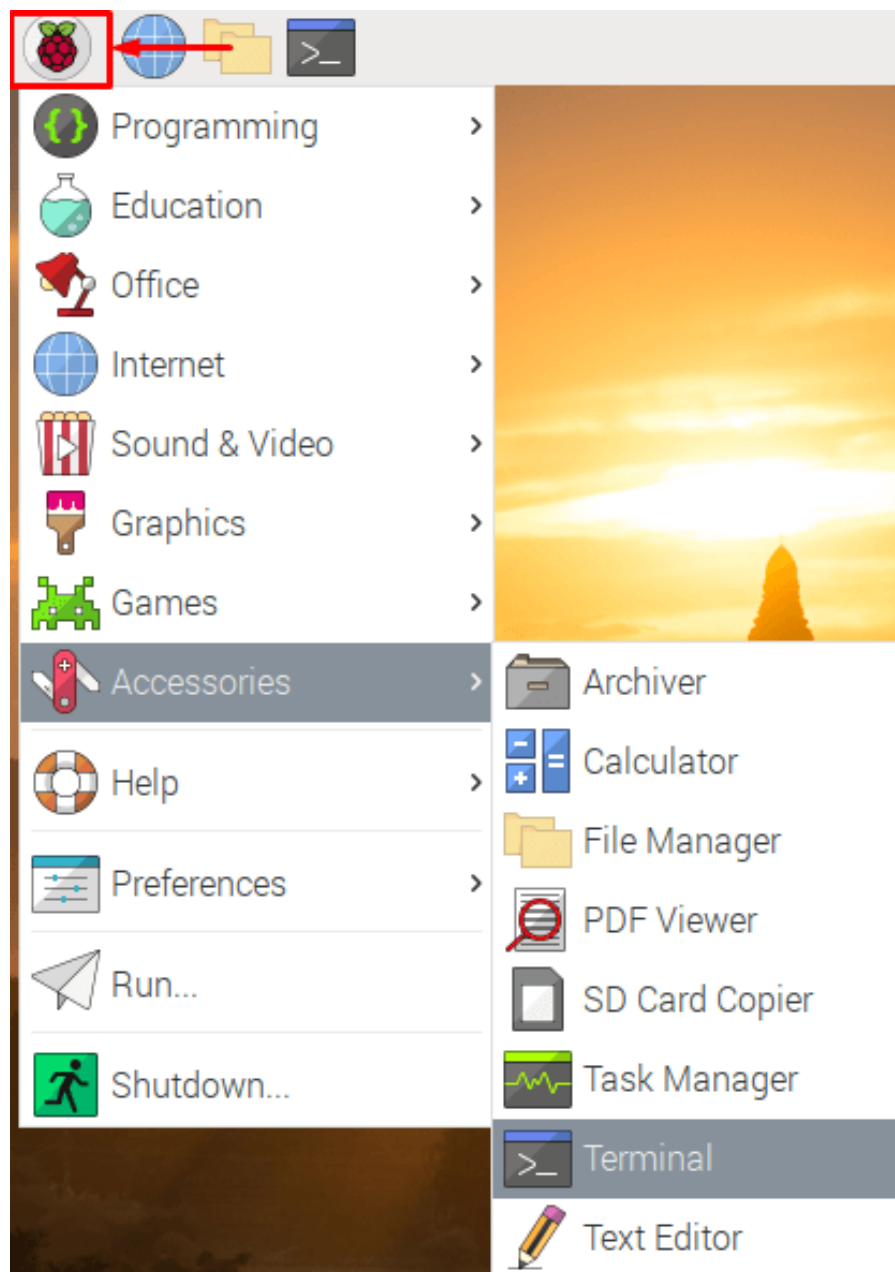 Programming
Education
Office
Internet
Sound & Video
Graphics
Games
Accessories
Help
Preferences
Run...
Shutdown...
Archiver
Calculator
File Manager
PDF Viewer
SD Card Copier
Task Manager
Terminal
Text Editor